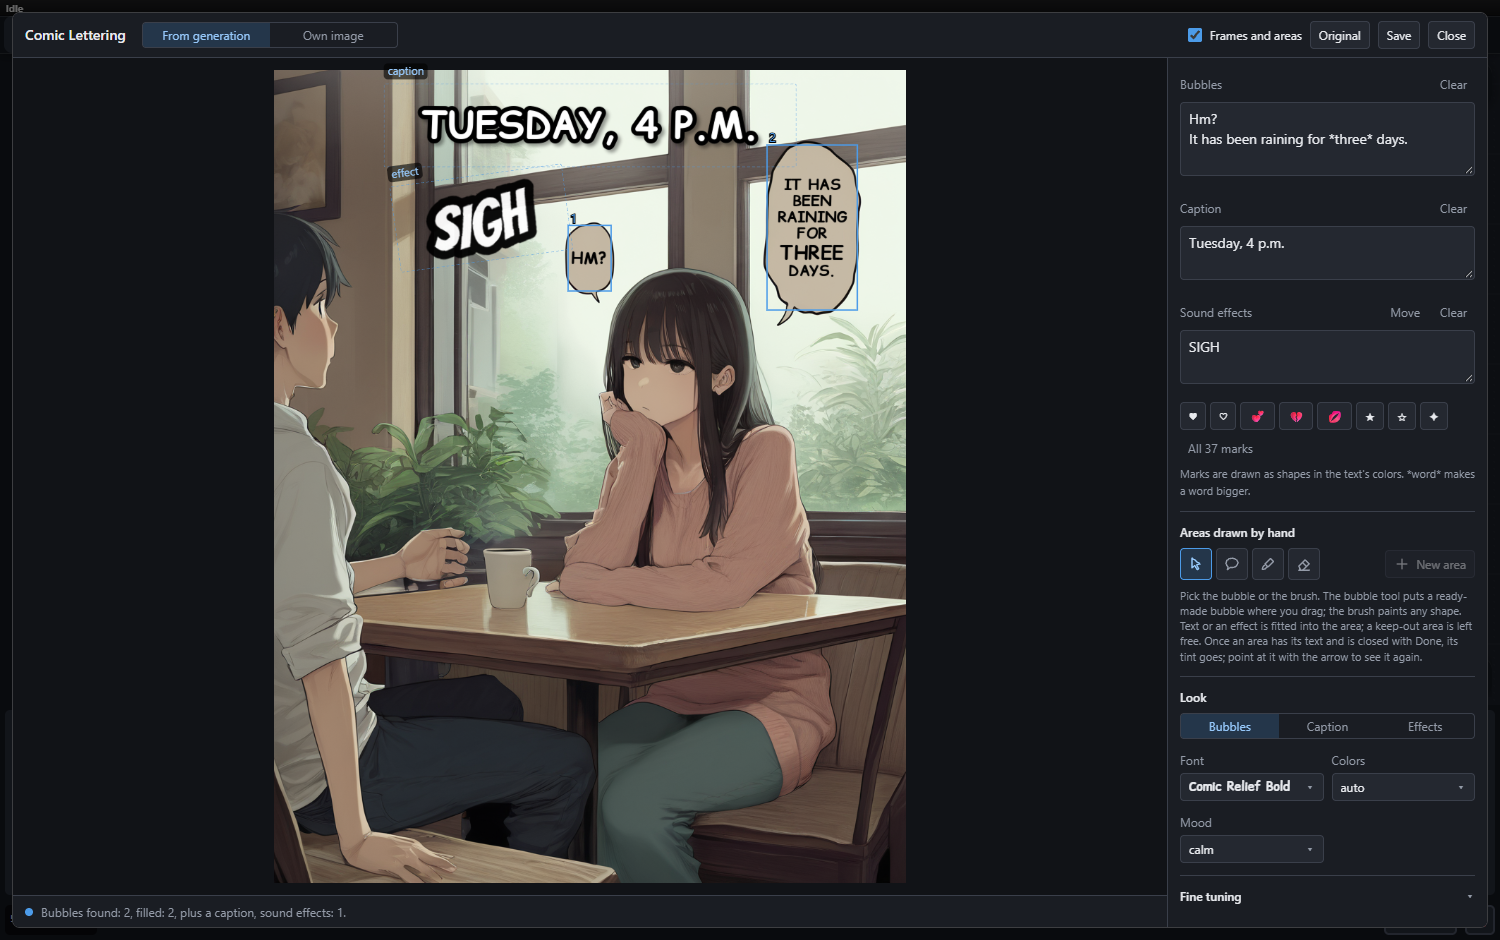 Idle
Comic Lettering
From generation
Own image
Frames and areas
Original
Save
Close
caption
TUESDAY, 4 P.M.
effect
SIGH
1
HM?
2
IT HAS
BEEN
RAINING
FOR
THREE
DAYS.
Bubbles found: 2, filled: 2, plus a caption, sound effects: 1.
Bubbles
Clear
Hm?
It has been raining for *three* days.
Caption
Clear
Tuesday, 4 p.m.
Sound effects
Move
Clear
SIGH
All 37 marks
Marks are drawn as shapes in the text's colors. *word* makes
a word bigger.
Areas drawn by hand
New area
Pick the bubble or the brush. The bubble tool puts a ready-
made bubble where you drag; the brush paints any shape.
Text or an effect is fitted into the area; a keep-out area is left
free. Once an area has its text and is closed with Done, its
tint goes; point at it with the arrow to see it again.
Look
Bubbles
Caption
Effects
Font
Colors
Comic Relief Bold
auto
Mood
calm
Fine tuning